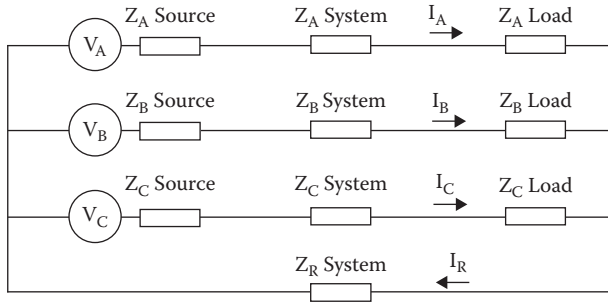 Z_A Source Z_A System I_A Z_A Load
V_A
Z_B Source Z_B System I_B Z_B Load
V_B
Z_C Source Z_C System I_C Z_C Load
V_C
Z_R System I_R